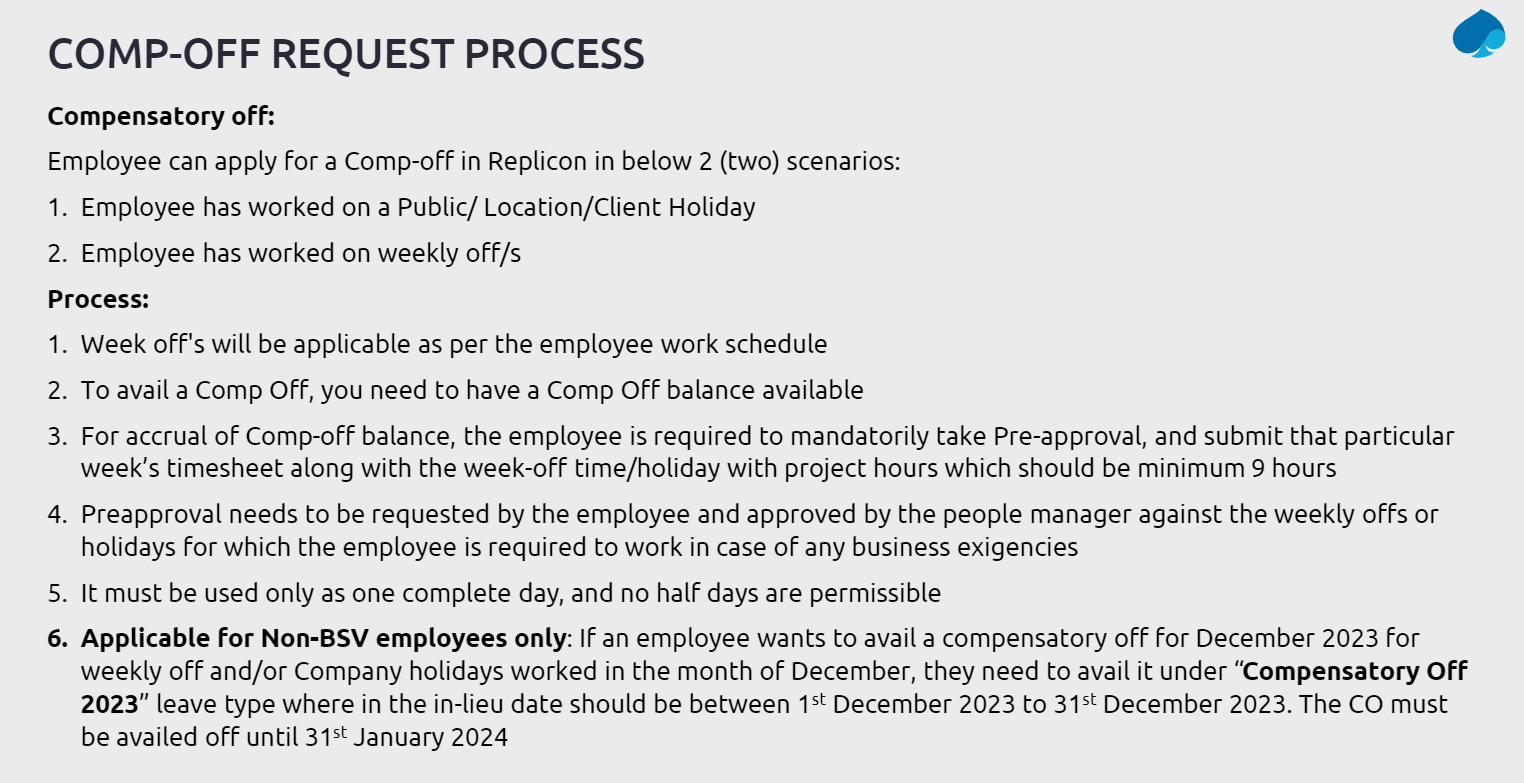 COMP-OFF REQUEST PROCESS
Compensatory off:
Employee can apply for a Comp-off in Replicon in below 2 (two) scenarios:
1. Employee has worked on a Public/ Location/Client Holiday
2. Employee has worked on weekly off/s
Process:
1. Week off's will be applicable as per the employee work schedule
2. To avail a Comp Off, you need to have a Comp Off balance available
3. For accrual of Comp-off balance, the employee is required to mandatorily take Pre-approval, and submit that particular
week’s timesheet along with the week-off time/holiday with project hours which should be minimum 9 hours
4. Preapproval needs to be requested by the employee and approved by the people manager against the weekly offs or
holidays for which the employee is required to work in case of any business exigencies
5. It must be used only as one complete day, and no half days are permissible
6. Applicable for Non-BSV employees only: If an employee wants to avail a compensatory off for December 2023 for
weekly off and/or Company holidays worked in the month of December, they need to avail it under “Compensatory Off
2023” leave type where in the in-lieu date should be between 1st December 2023 to 31st December 2023. The CO must
be availed off until 31st January 2024